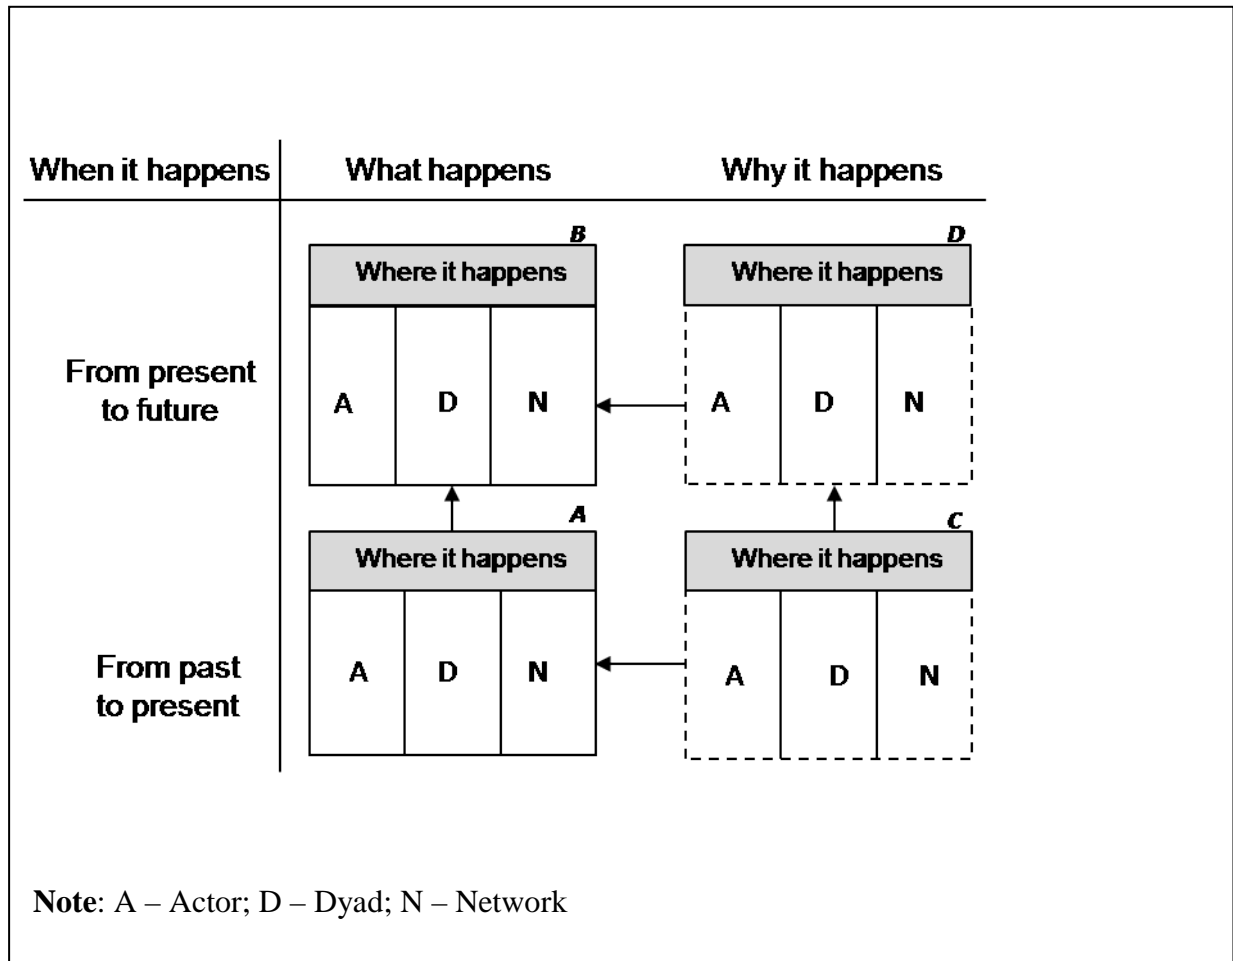 When it happens What happens Why it happens
B D
Where it happens Where it happens
From present
to future
A D N A D N
A C
Where it happens Where it happens
From past
to present
A D N A D N
Note: A – Actor; D – Dyad; N – Network